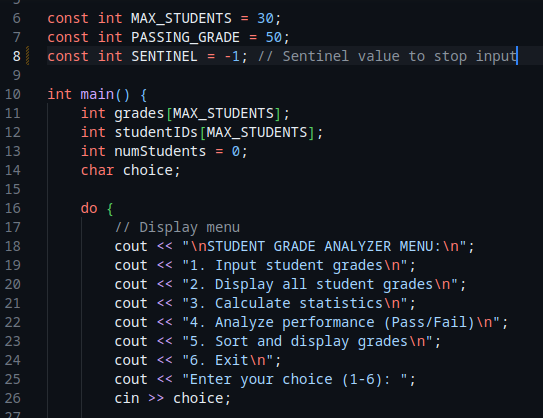 6 const int MAX_STUDENTS = 30;
7 const int PASSING_GRADE = 50;
8 const int SENTINEL = -1; // Sentinel value to stop input
9
10 int main() {
11     int grades[MAX_STUDENTS];
12     int studentIDs[MAX_STUDENTS];
13     int numStudents = 0;
14     char choice;
15
16     do {
17         // Display menu
18         cout << "\nSTUDENT GRADE ANALYZER MENU:\n";
19         cout << "1. Input student grades\n";
20         cout << "2. Display all student grades\n";
21         cout << "3. Calculate statistics\n";
22         cout << "4. Analyze performance (Pass/Fail)\n";
23         cout << "5. Sort and display grades\n";
24         cout << "6. Exit\n";
25         cout << "Enter your choice (1-6): ";
26         cin >> choice;
27